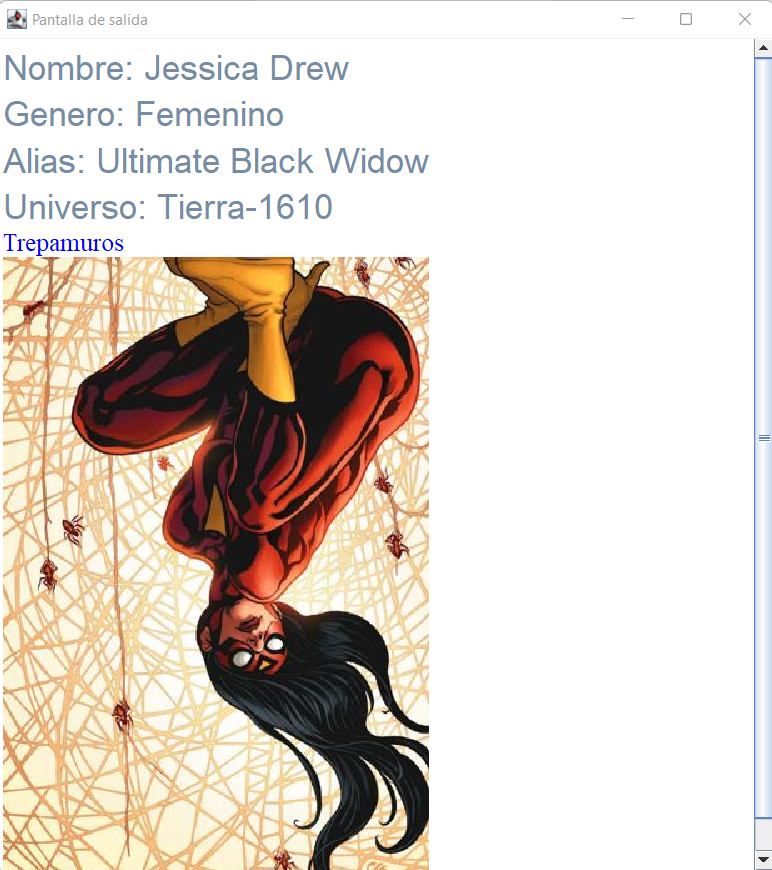 Pantalla de salida
Nombre: Jessica Drew
Genero: Femenino
Alias: Ultimate Black Widow
Universo: Tierra-1610
Trepamuros